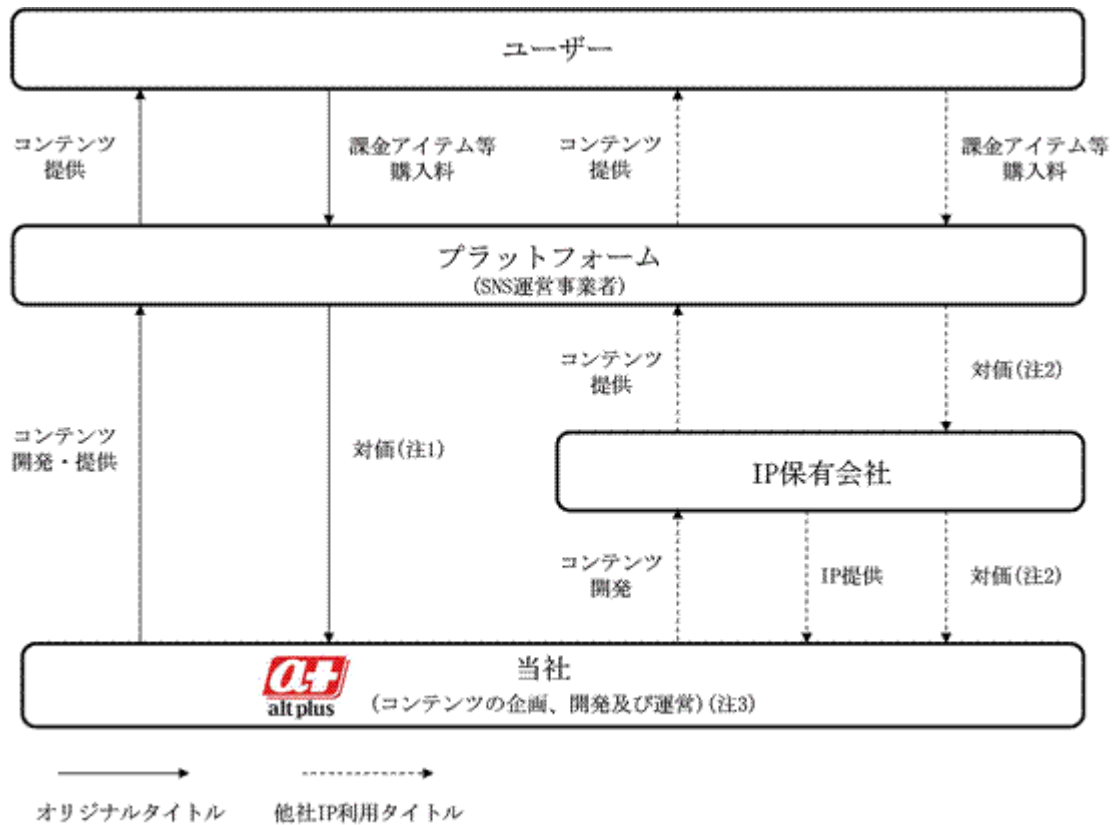 ユーザー
コンテンツ
提供
課金アイテム等
購入料
コンテンツ
提供
課金アイテム等
購入料
プラットフォーム
(SNS運営事業者)
コンテンツ
開発・提供
対価(注1)
コンテンツ
提供
対価(注2)
IP保有会社
コンテンツ
開発
IP提供
対価(注2)
a+
altplus
当社
(コンテンツの企画、開発及び運営)(注3)
オリジナルタイトル
他社IP利用タイトル